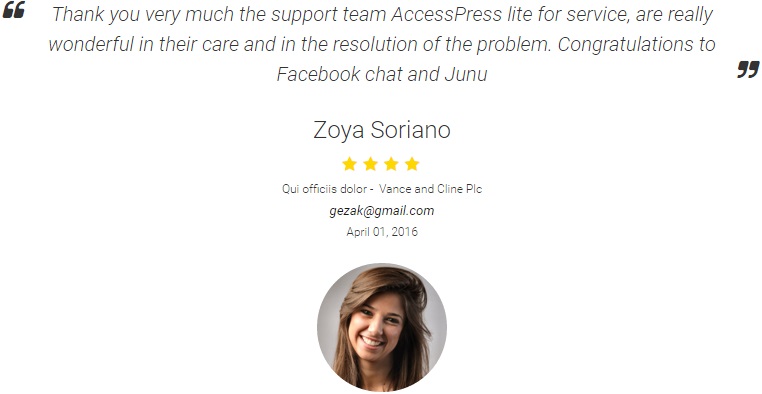 “ Thank you very much the support team AccessPress lite for service, are really
wonderful in their care and in the resolution of the problem. Congratulations to
Facebook chat and Junu ”
Zoya Soriano
Qui officiis dolor - Vance and Cline Plc
gezak@gmail.com
April 01, 2016